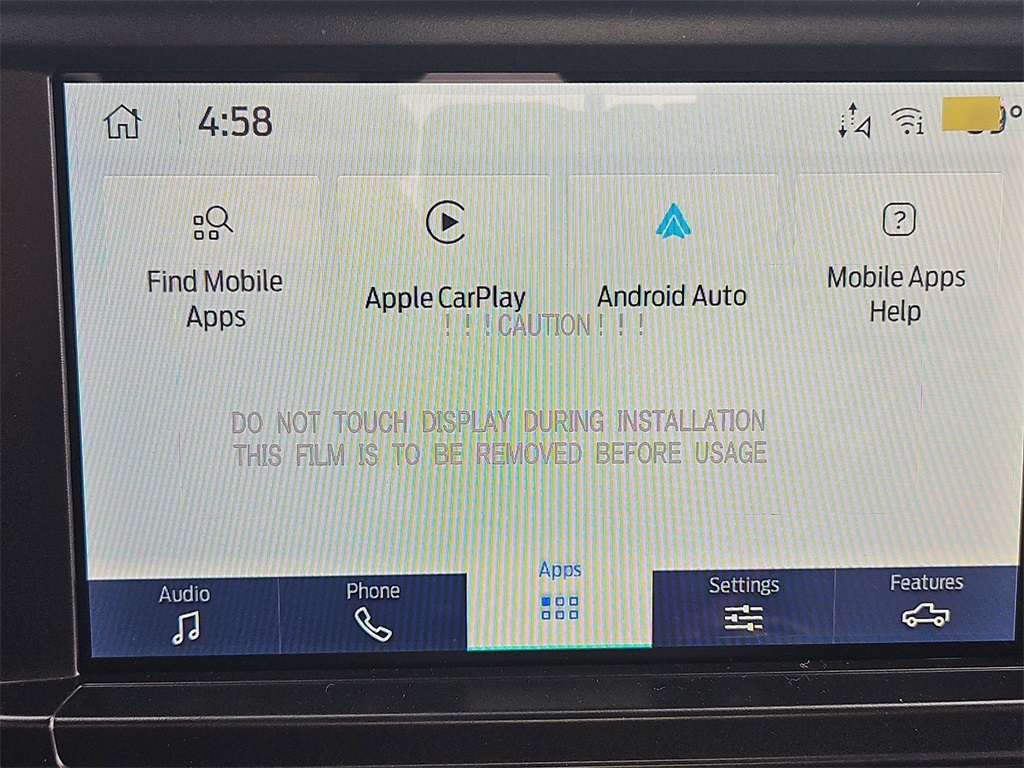 4:58
Find Mobile
Apps
Apple CarPlay
Android Auto
Mobile Apps
Help
!!!CAUTION!!!
DO NOT TOUCH DISPLAY DURING INSTALLATION
THIS FILM IS TO BE REMOVED BEFORE USAGE
Audio
Phone
Apps
Settings
Features